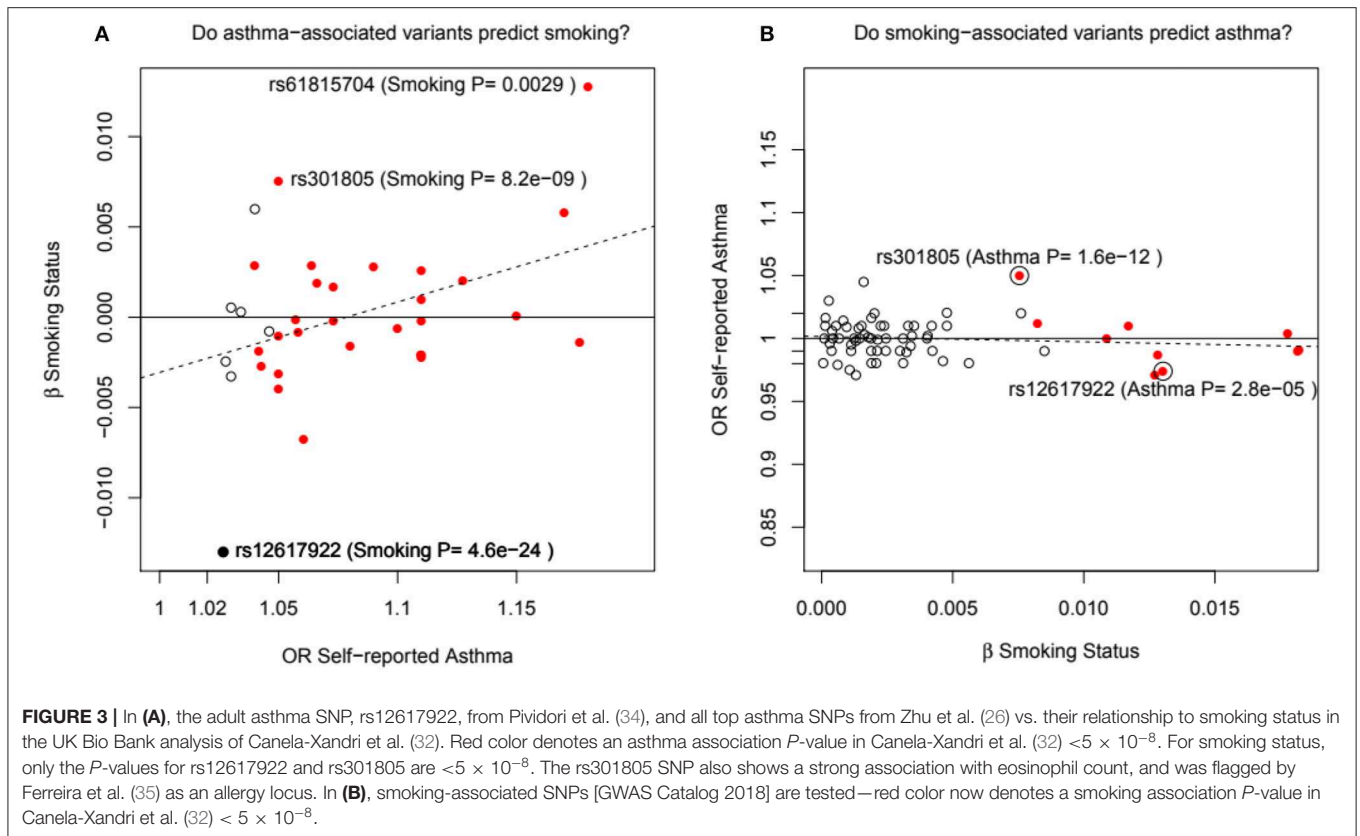 A Do asthma−associated variants predict smoking?
rs61815704 (Smoking P= 0.0029 )
rs301805 (Smoking P= 8.2e−09 )
rs12617922 (Smoking P= 4.6e−24 )
β Smoking Status
0.010
0.005
0.000
−0.005
−0.010
1 1.02 1.05 1.1 1.15
OR Self−reported Asthma
B Do smoking−associated variants predict asthma?
rs301805 (Asthma P= 1.6e−12 )
rs12617922 (Asthma P= 2.8e−05 )
OR Self−reported Asthma
1.15
1.1
1.05
1
0.95
0.9
0.85
0.000 0.005 0.010 0.015
β Smoking Status
FIGURE 3 | In (A), the adult asthma SNP, rs12617922, from Pividori et al. (34), and all top asthma SNPs from Zhu et al. (26) vs. their relationship to smoking status in
the UK Bio Bank analysis of Canela-Xandri et al. (32). Red color denotes an asthma association P-value in Canela-Xandri et al. (32) <5 × 10⁻⁸. For smoking status,
only the P-values for rs12617922 and rs301805 are <5 × 10⁻⁸. The rs301805 SNP also shows a strong association with eosinophil count, and was flagged by
Ferreira et al. (35) as an allergy locus. In (B), smoking-associated SNPs [GWAS Catalog 2018] are tested—red color now denotes a smoking association P-value in
Canela-Xandri et al. (32) < 5 × 10⁻⁸.